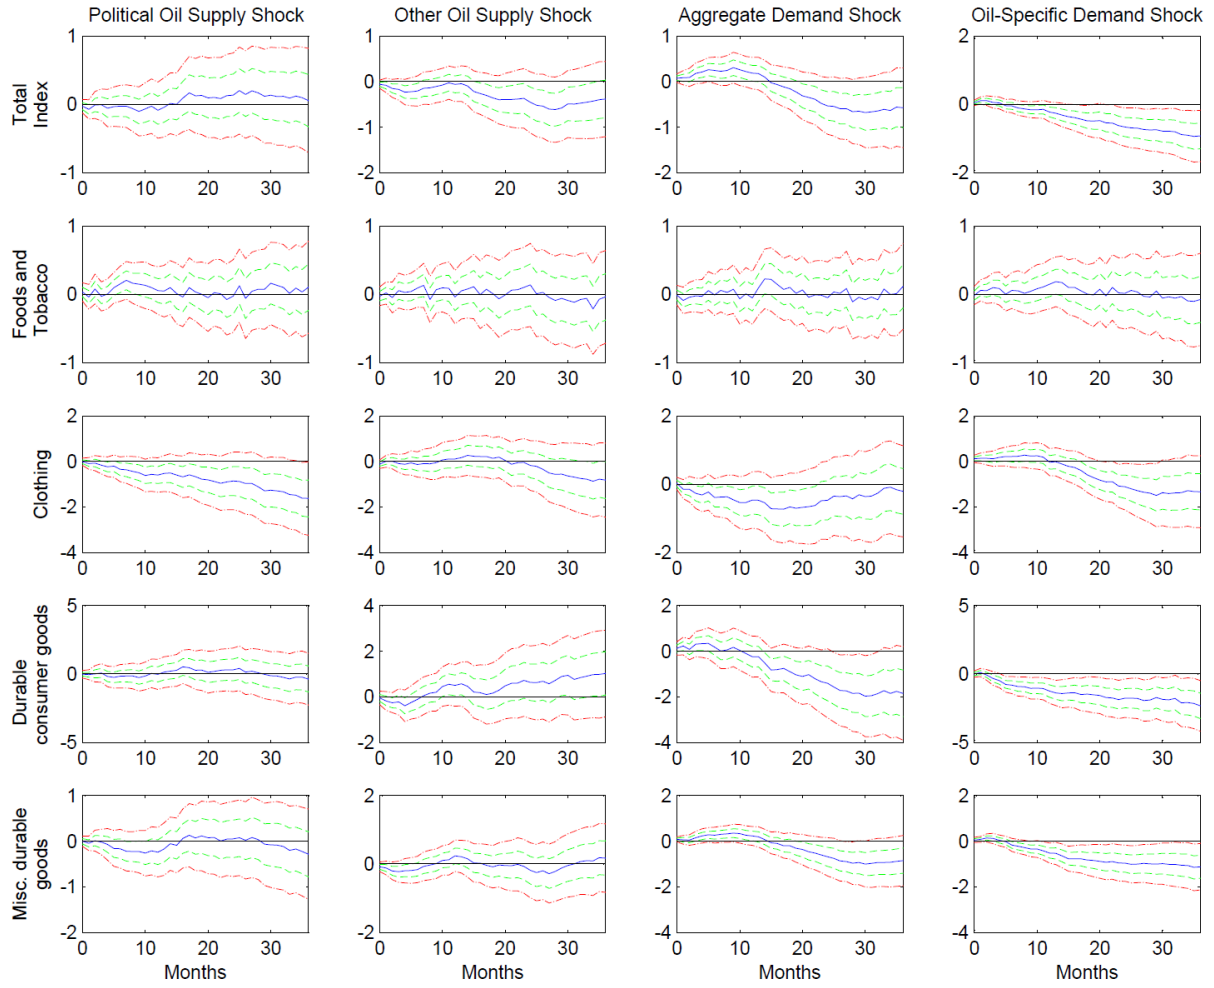 Political Oil Supply Shock
Other Oil Supply Shock
Aggregate Demand Shock
Oil-Specific Demand Shock
Total
Index
1
0
-1
0 10 20 30
1
0
-1
-2
0 10 20 30
1
0
-1
-2
0 10 20 30
2
0
-2
0 10 20 30
Foods and
Tobacco
1
0
-1
0 10 20 30
1
0
-1
0 10 20 30
1
0
-1
0 10 20 30
1
0
-1
0 10 20 30
Clothing
2
0
-2
-4
0 10 20 30
2
0
-2
-4
0 10 20 30
2
0
-2
0 10 20 30
2
0
-2
-4
0 10 20 30
Durable
consumer goods
5
0
-5
0 10 20 30
4
2
0
-2
0 10 20 30
2
0
-2
-4
0 10 20 30
5
0
-5
0 10 20 30
Misc. durable
goods
1
0
-1
-2
0 10 20 30
Months
2
0
-2
0 10 20 30
Months
2
0
-2
-4
0 10 20 30
Months
2
0
-2
-4
0 10 20 30
Months